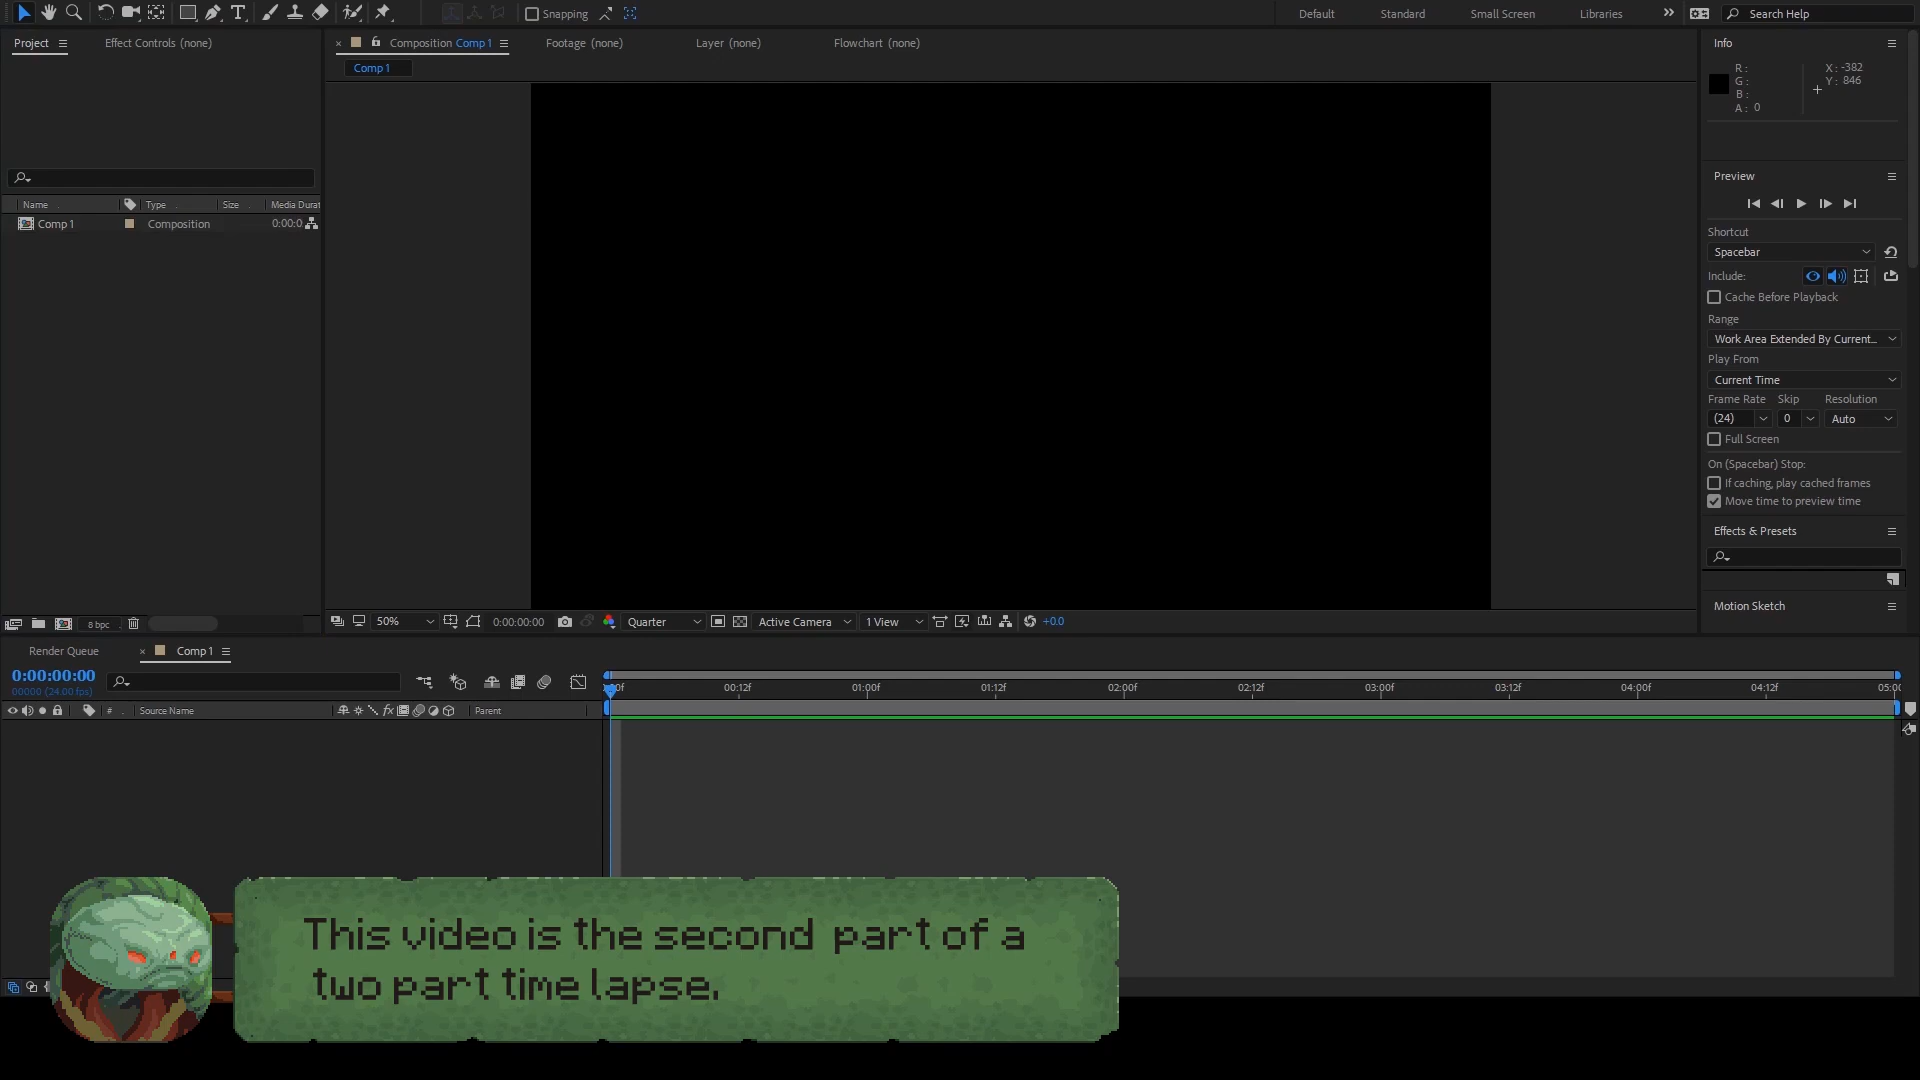 Snapping
Default
Standard
Small Screen
Libraries
Search Help
Project
Effect Controls (none)
Composition Comp 1
Footage (none)
Layer (none)
Flowchart (none)
Info
Comp 1
R :
G :
B :
A : 0
X : -382
Y : 846
Preview
Name
Type
Size
Media Durat
Comp 1
Composition
0:00:0
Shortcut
Spacebar
Include:
Cache Before Playback
Range
Work Area Extended By Current...
Play From
Current Time
Frame Rate
Skip
Resolution
(24)
0
Auto
Full Screen
On (Spacebar) Stop:
If caching, play cached frames
Move time to preview time
Effects & Presets
Motion Sketch
8 bpc
50%
0:00:00:00
Quarter
Active Camera
1 View
+0.0
Render Queue
Comp 1
0:00:00:00
00000 (24.00 fps)
00:12f
01:00f
01:12f
02:00f
02:12f
03:00f
03:12f
04:00f
04:12f
#
Source Name
fx
Parent
This video is the second part of a
two part time lapse.